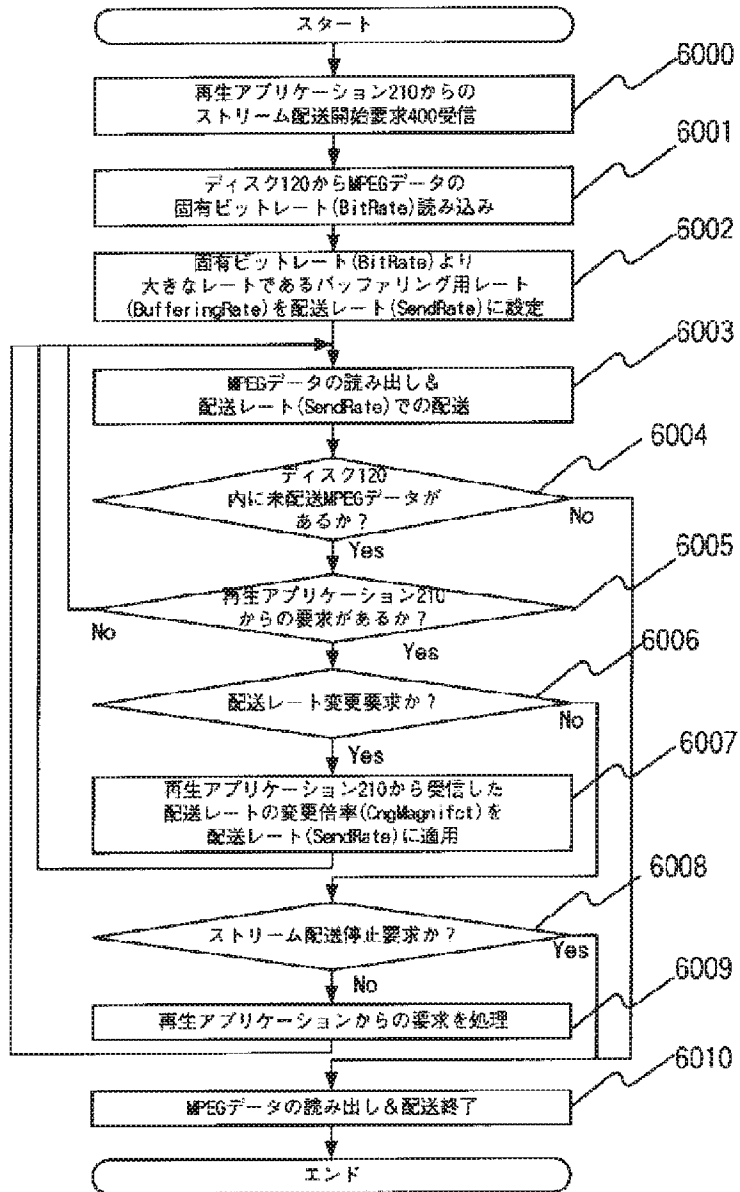 スタート
6000
再生アプリケーション210からの
ストリーム配送開始要求400受信
6001
ディスク120からMPEGデータの
固有ビットレート(BitRate)読み込み
6002
固有ビットレート(BitRate)より
大きなレートであるバッファリング用レート
(BufferingRate)を配送レート(SendRate)に設定
6003
MPEGデータの読み出し＆
配送レート(SendRate)での配送
6004
ディスク120
内に未配送MPEGデータが
あるか？
No
Yes
6005
再生アプリケーション210
からの要求があるか？
No
Yes
6006
配送レート変更要求か？
No
Yes
6007
再生アプリケーション210から受信した
配送レートの変更倍率(CngMagnifct)を
配送レート(SendRate)に適用
6008
ストリーム配送停止要求か？
Yes
No
6009
再生アプリケーションからの要求を処理
6010
MPEGデータの読み出し＆配送終了
エンド